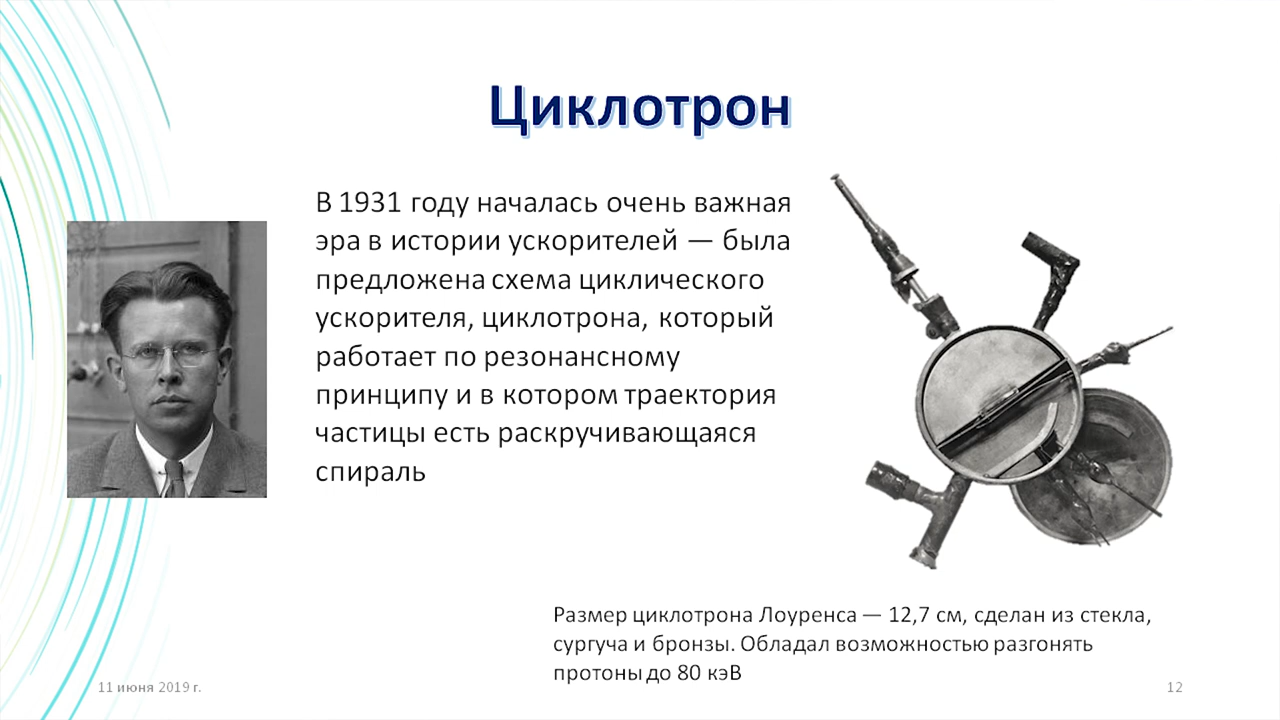 Циклотрон
В 1931 году началась очень важная
эра в истории ускорителей — была
предложена схема циклического
ускорителя, циклотрона, который
работает по резонансному
принципу и в котором траектория
частицы есть раскручивающаяся
спираль
Размер циклотрона Лоуренса — 12,7 см, сделан из стекла,
сургуча и бронзы. Обладал возможностью разгонять
протоны до 80 кэВ
11 июня 2019 г.
12